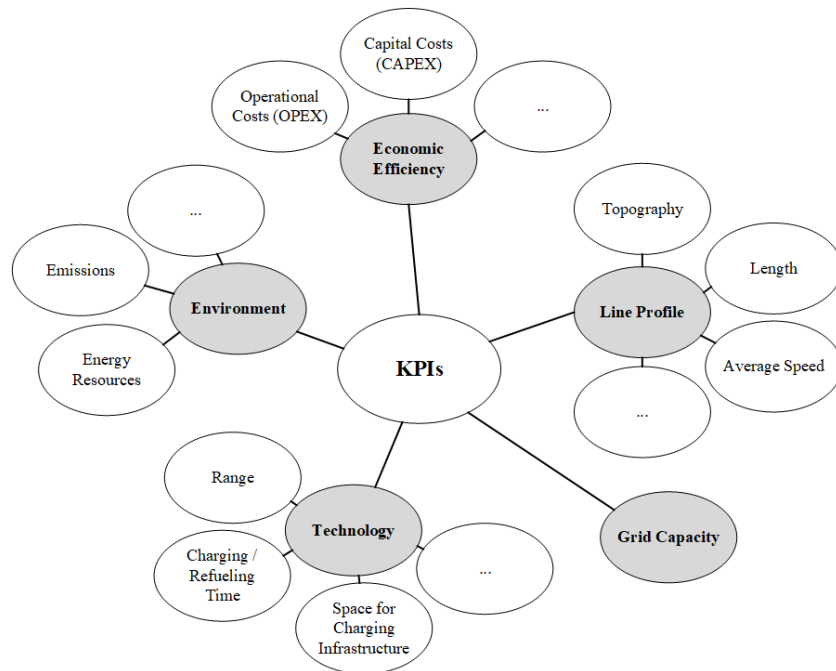 Capital Costs
(CAPEX)
Operational
Costs (OPEX)
...
Economic
Efficiency
...
Topography
Emissions
Length
Environment
Line Profile
Energy
Resources
KPIs
Average Speed
...
Range
Technology
Grid Capacity
Charging /
Refueling
Time
...
Space for
Charging
Infrastructure